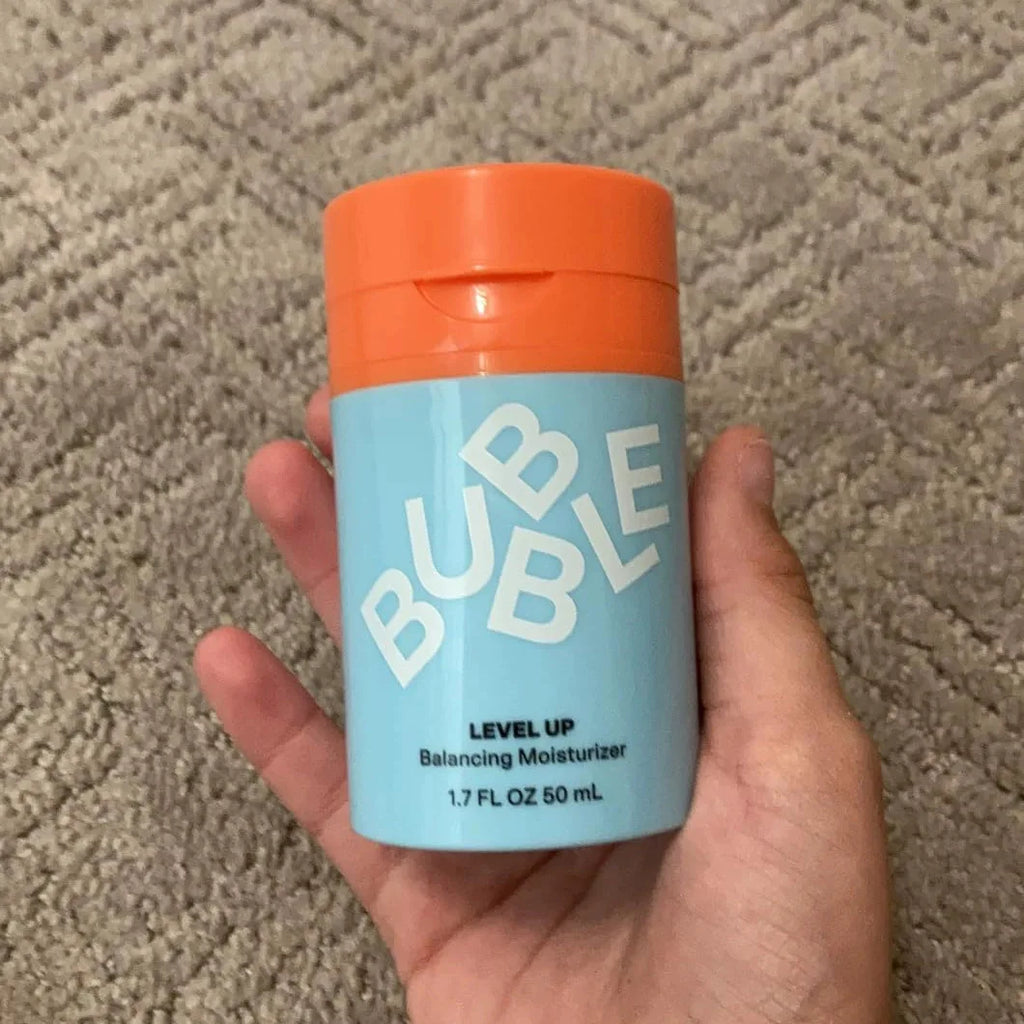 BUBBLE
LEVEL UP
Balancing Moisturizer
1.7 FL OZ 50 mL